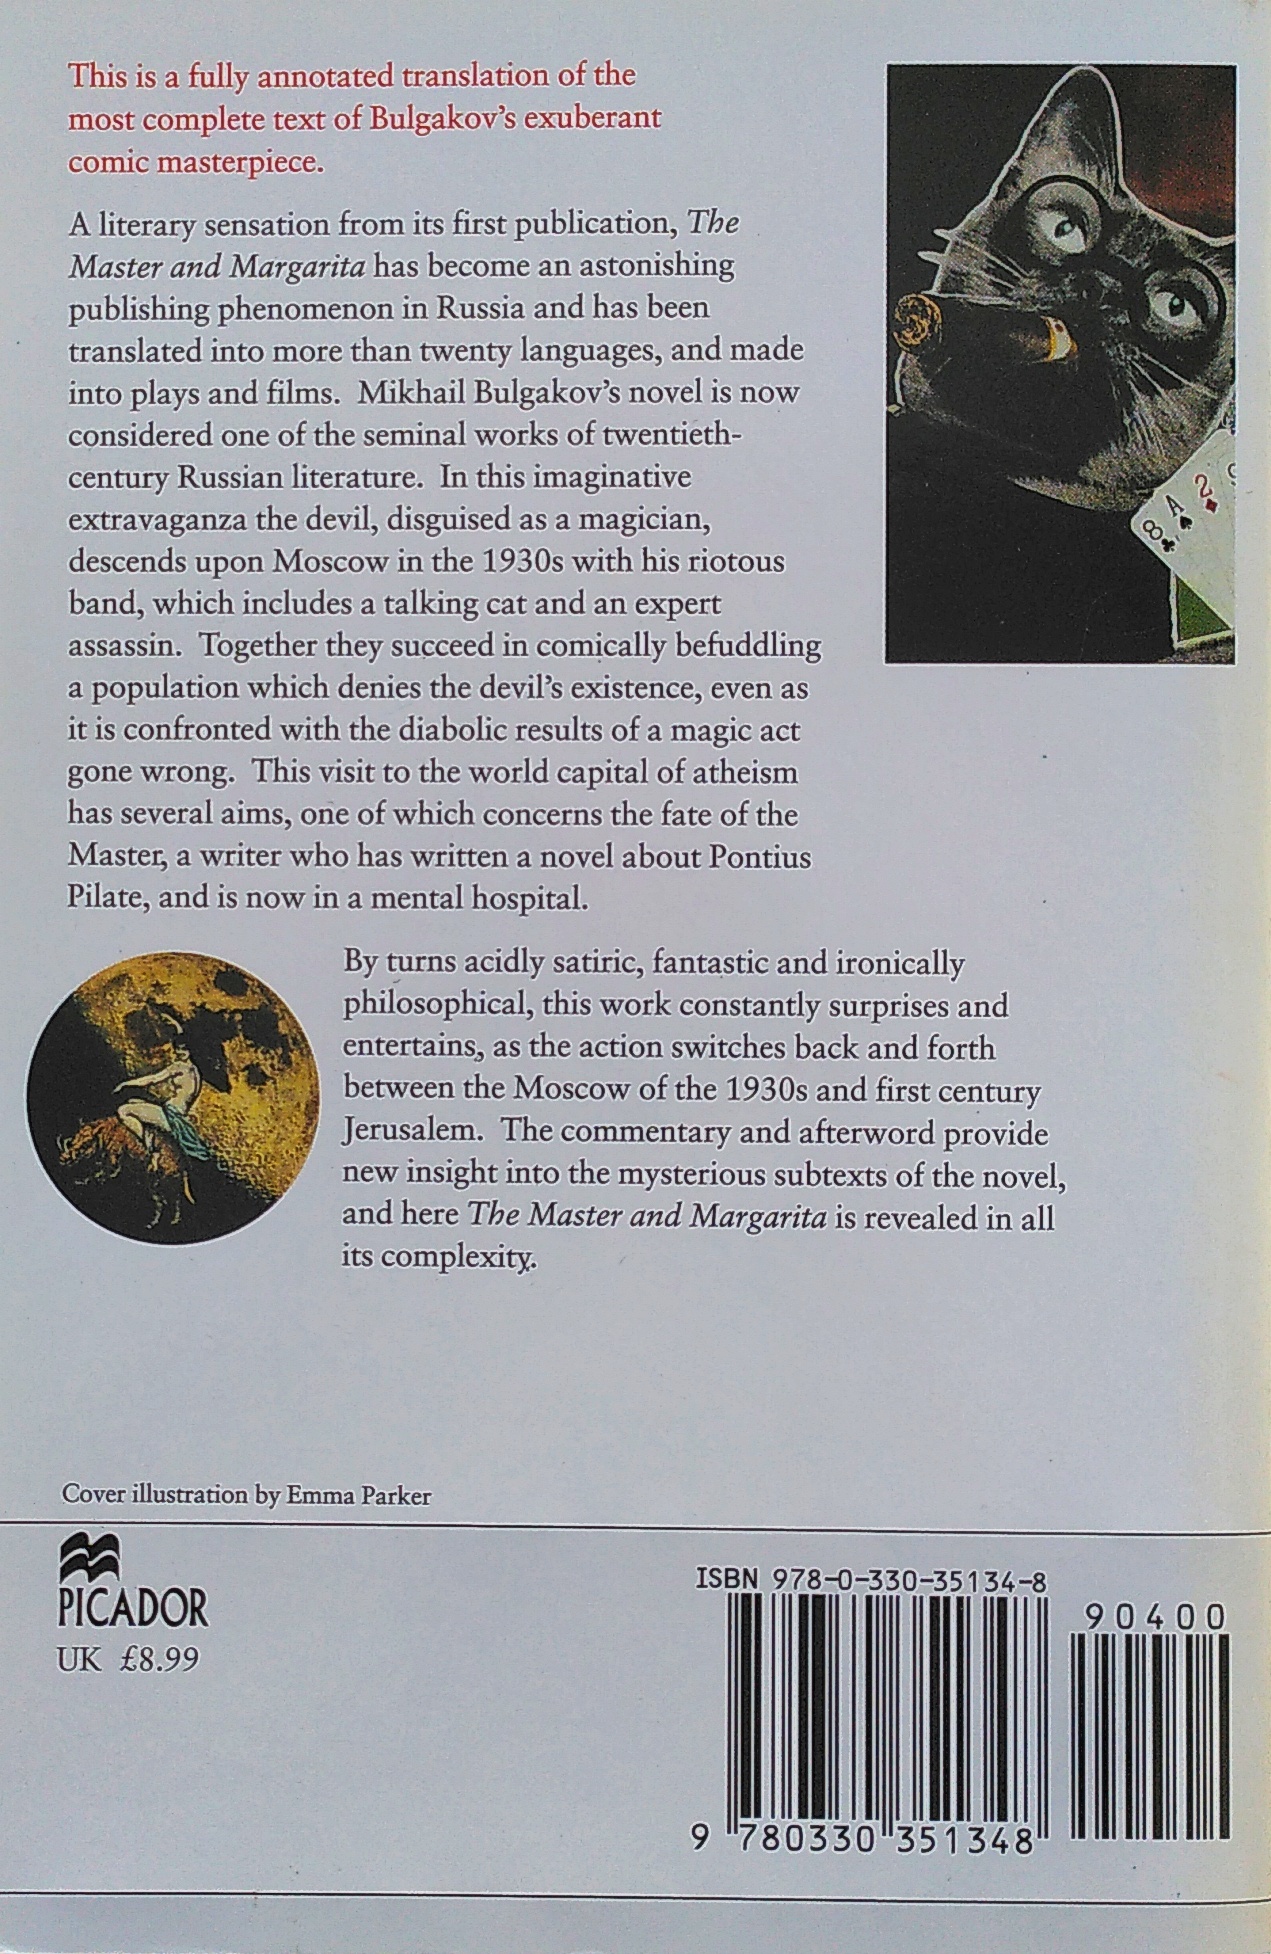 This is a fully annotated translation of the
most complete text of Bulgakov's exuberant
comic masterpiece.
A literary sensation from its first publication, The
Master and Margarita has become an astonishing
publishing phenomenon in Russia and has been
translated into more than twenty languages, and made
into plays and films. Mikhail Bulgakov's novel is now
considered one of the seminal works of twentieth-
century Russian literature. In this imaginative
extravaganza the devil, disguised as a magician,
descends upon Moscow in the 1930s with his riotous
band, which includes a talking cat and an expert
assassin. Together they succeed in comically befuddling
a population which denies the devil's existence, even as
it is confronted with the diabolic results of a magic act
gone wrong. This visit to the world capital of atheism
has several aims, one of which concerns the fate of the
Master, a writer who has written a novel about Pontius
Pilate, and is now in a mental hospital.
8 A 2
By turns acidly satiric, fantastic and ironically
philosophical, this work constantly surprises and
entertains, as the action switches back and forth
between the Moscow of the 1930s and first century
Jerusalem. The commentary and afterword provide
new insight into the mysterious subtexts of the novel,
and here The Master and Margarita is revealed in all
its complexity.
Cover illustration by Emma Parker
PICADOR
UK £8.99
ISBN 978-0-330-35134-8
90400
9 780330 351348